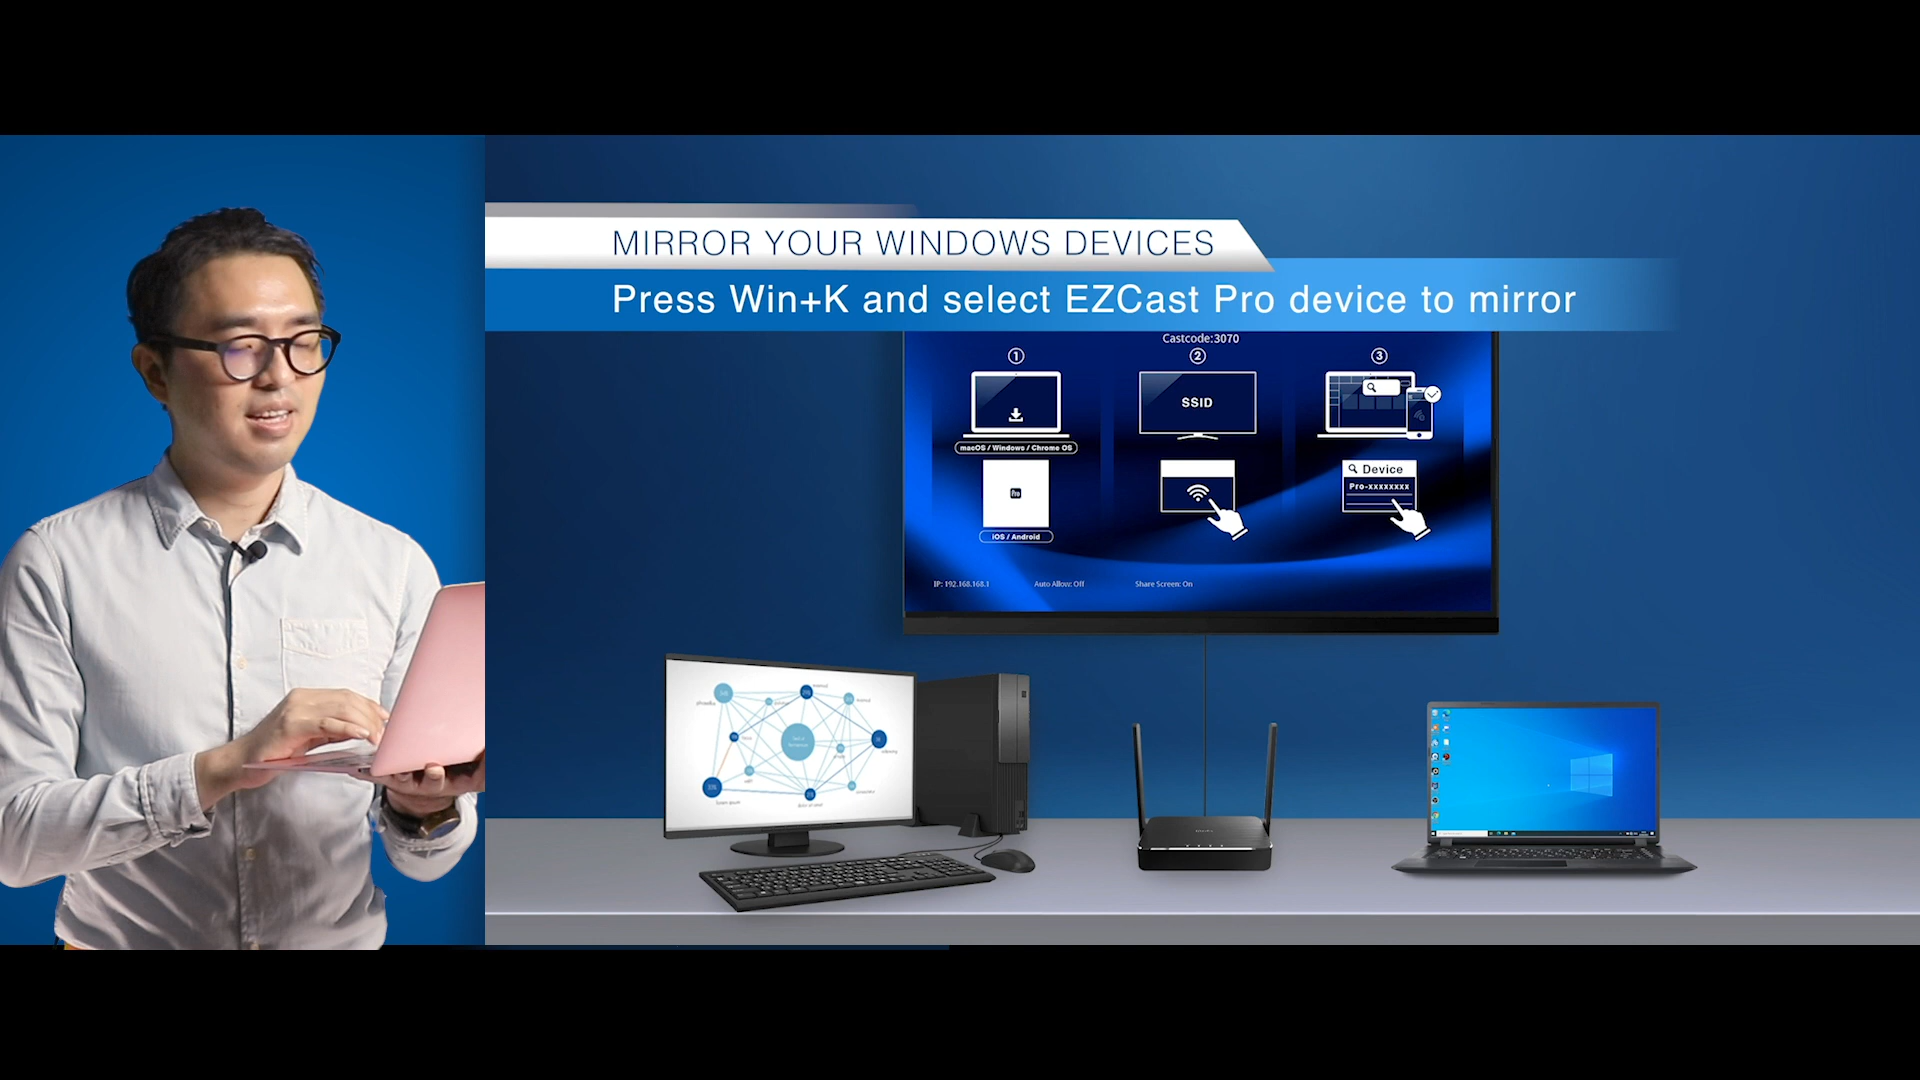 MIRROR YOUR WINDOWS DEVICES
Press Win+K and select EZCast Pro device to mirror
Castcode:3070
1
2
3
SSID
macOS / Windows / Chrome OS
Device
Pro-xxxxxxxx
Pro
iOS / Android
IP: 192.168.168.1
Auto Allow: Off
Share Screen: On